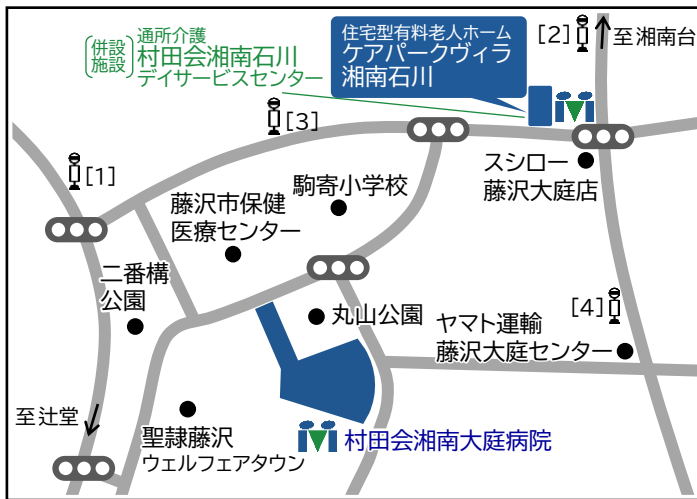 併設
施設
通所介護
村田会湘南石川
デイサービスセンター
住宅型有料老人ホーム
ケアパークヴィラ
湘南石川
[2]
至湘南台
[3]
[1]
スシロー
藤沢大庭店
駒寄小学校
藤沢市保健
医療センター
二番構
公園
丸山公園
[4]
ヤマト運輸
藤沢大庭センター
至辻堂
聖隷藤沢
ウェルフェアタウン
村田会湘南大庭病院